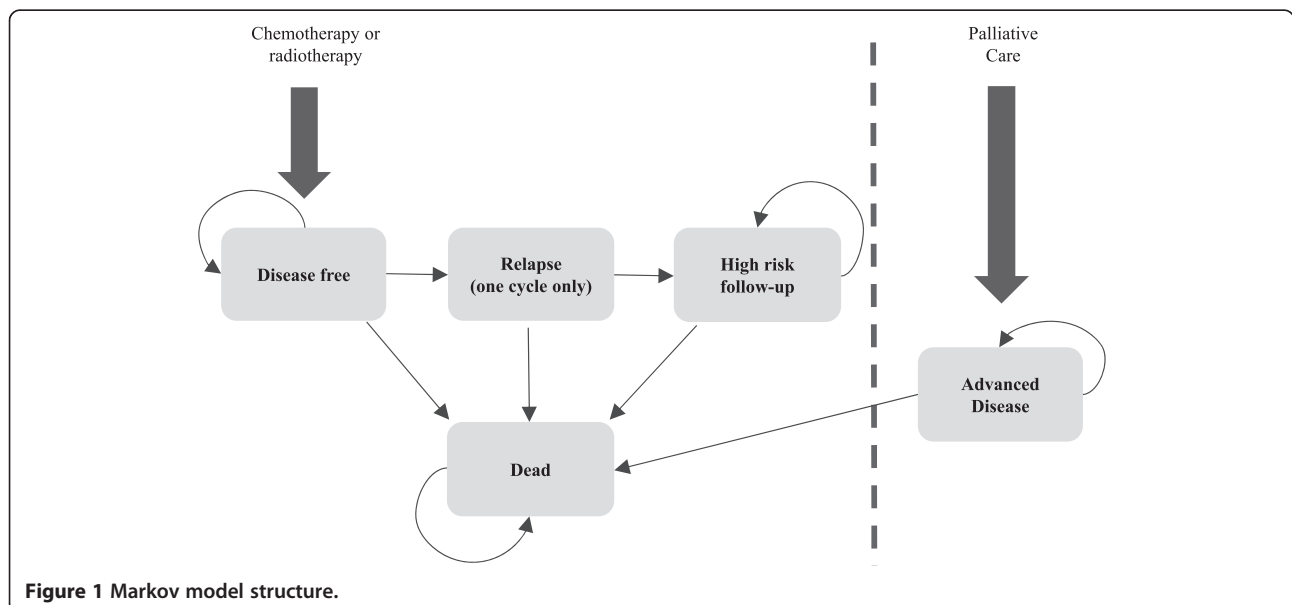 Chemotherapy or
radiotherapy
Palliative
Care
Disease free
Relapse
(one cycle only)
High risk
follow-up
Advanced
Disease
Dead
Figure 1 Markov model structure.